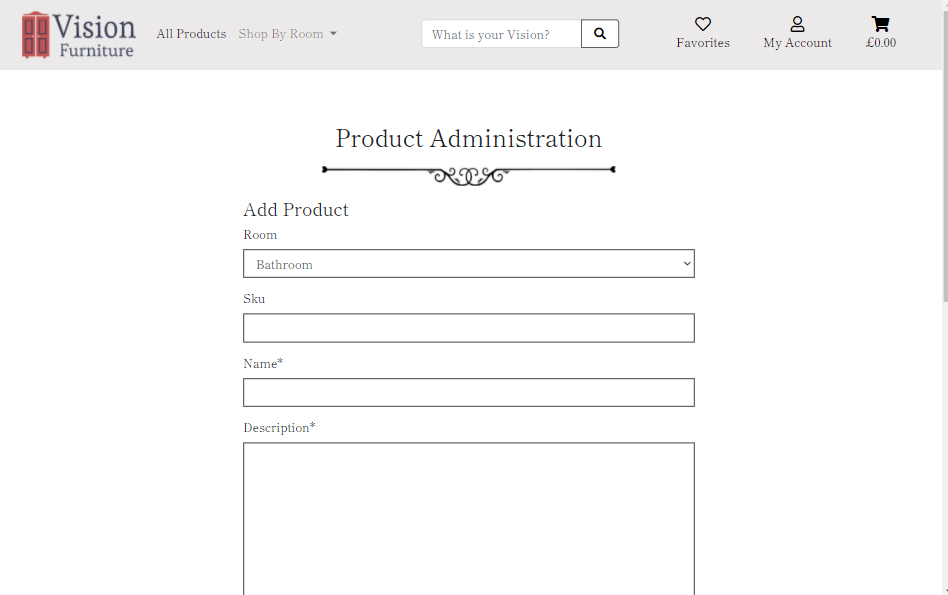 Vision
Furniture
All Products
Shop By Room
What is your Vision?
Favorites
My Account
£0.00
Product Administration
Add Product
Room
Bathroom
Sku
Name*
Description*